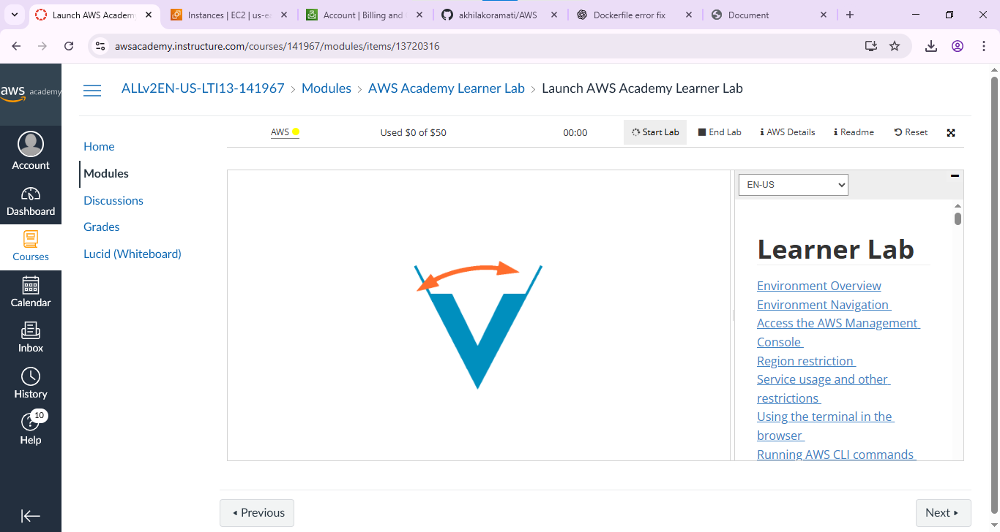 Launch AWS Academy
Instances | EC2 | us-ea
Account | Billing and
akhilakoramati/AWS
Dockerfile error fix
Document
awsacademy.instructure.com/courses/141967/modules/items/13720316
aws academy
ALLv2EN-US-LTI13-141967 > Modules > AWS Academy Learner Lab > Launch AWS Academy Learner Lab
AWS
Used $0 of $50
00:00
Start Lab
End Lab
AWS Details
Readme
Reset
Account
Dashboard
Courses
Calendar
Inbox
History
10
Help
Home
Modules
Discussions
Grades
Lucid (Whiteboard)
EN-US
Learner Lab
Environment Overview
Environment Navigation
Access the AWS Management
Console
Region restriction
Service usage and other
restrictions
Using the terminal in the
browser
Running AWS CLI commands
Previous
Next